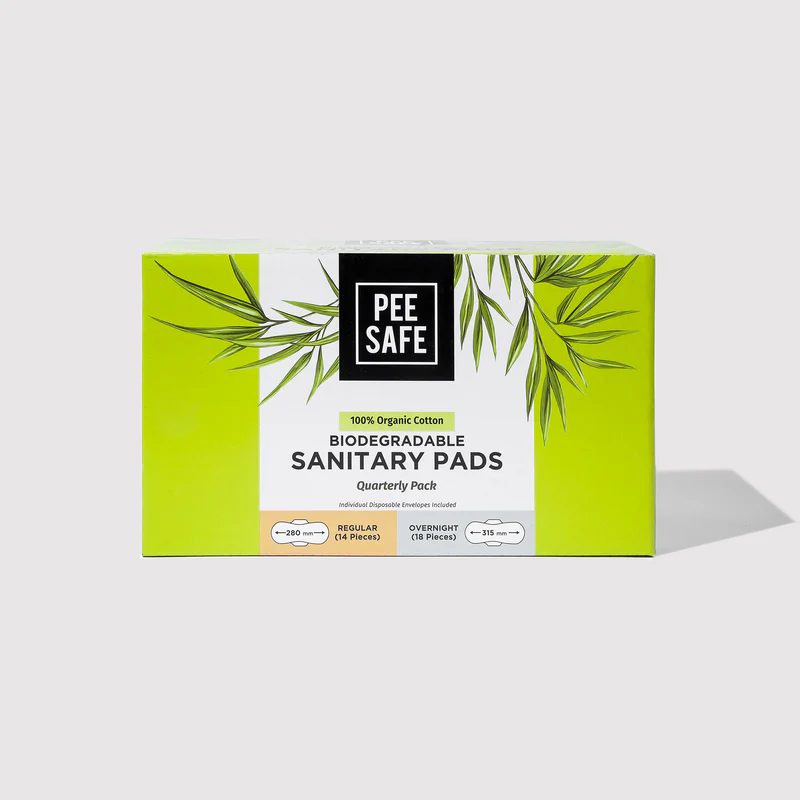 PEE
SAFE
100% Organic Cotton
BIODEGRADABLE
SANITARY PADS
Quarterly Pack
Individual Disposable Envelopes Included
280 mm
REGULAR
(14 Pieces)
OVERNIGHT
(18 Pieces)
315 mm